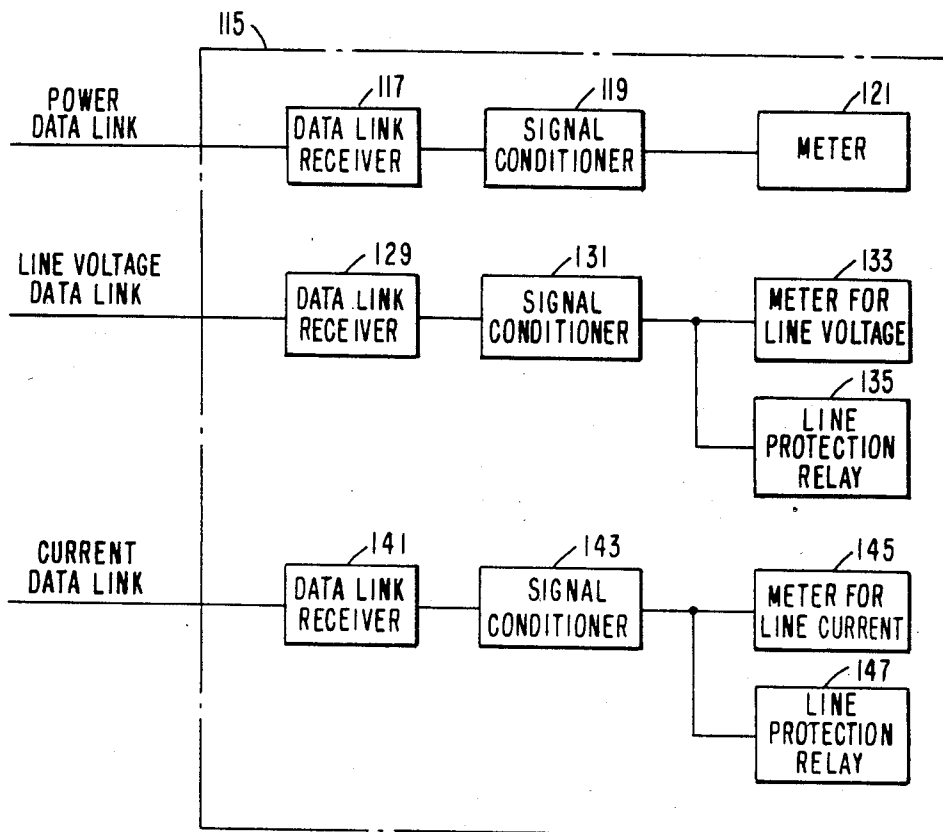 115
POWER
DATA LINK
117
DATA LINK
RECEIVER
119
SIGNAL
CONDITIONER
121
METER
LINE VOLTAGE
DATA LINK
129
DATA LINK
RECEIVER
131
SIGNAL
CONDITIONER
133
METER FOR
LINE VOLTAGE
135
LINE
PROTECTION
RELAY
CURRENT
DATA LINK
141
DATA LINK
RECEIVER
143
SIGNAL
CONDITIONER
145
METER FOR
LINE CURRENT
147
LINE
PROTECTION
RELAY